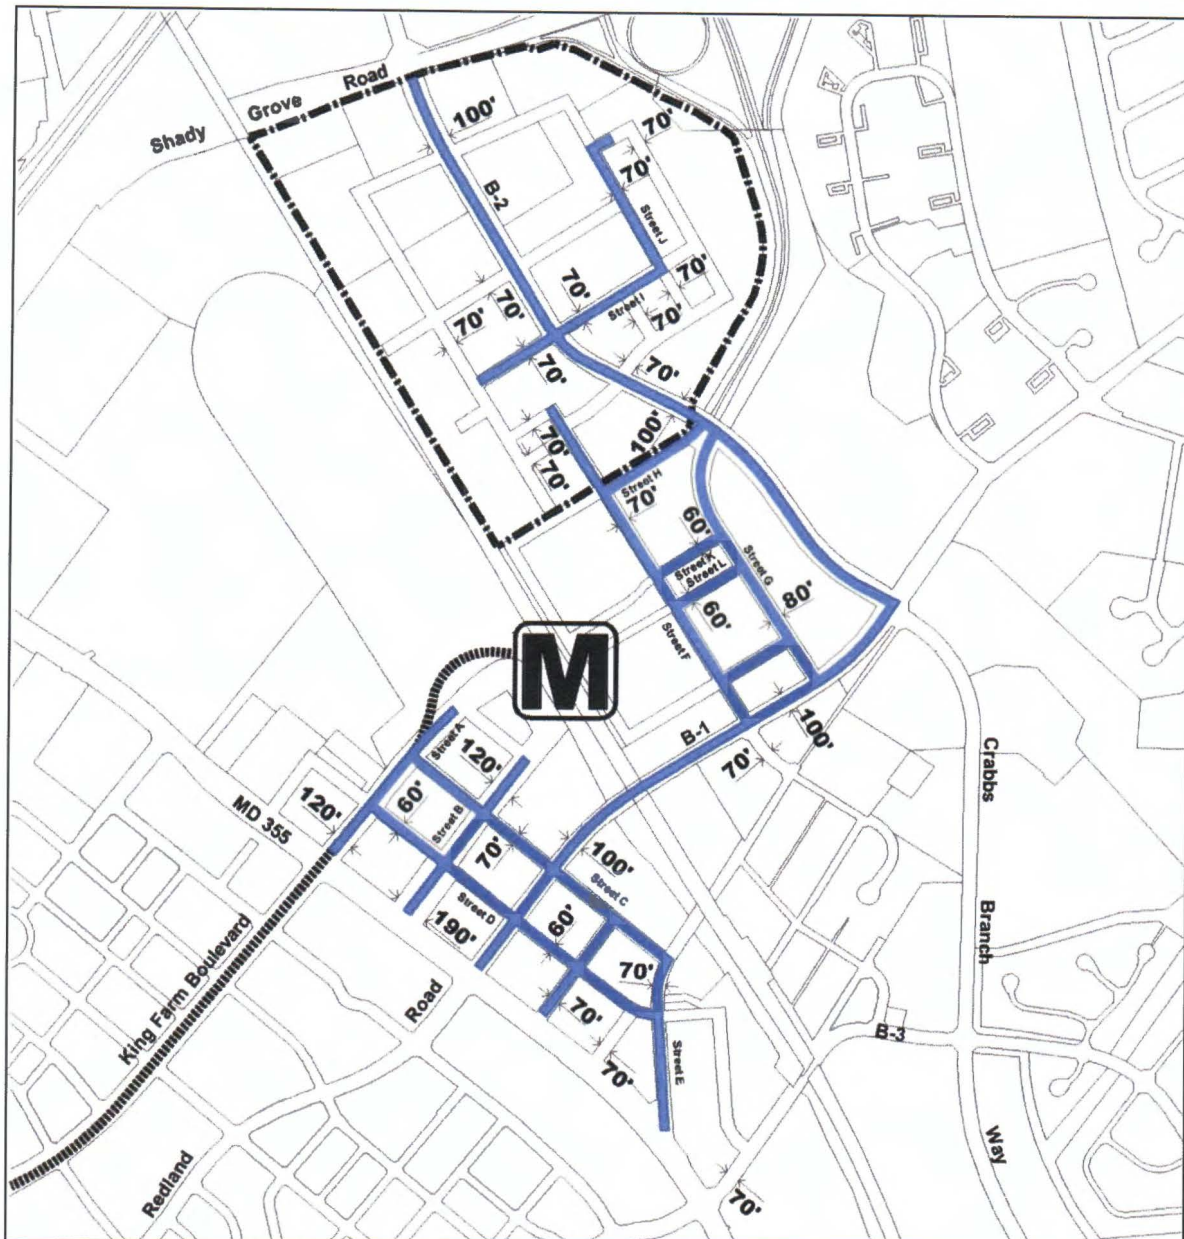 Shady Grove Road
100'
70'
B-2
70'
Street J
70'
70'
70'
70'
Street I
70'
70'
70'
70'
100'
70'
70'
Street H
70'
60'
Street K
Street L
Street G
60'
80'
Street F
M
B-1
100'
70'
Street A
120'
120'
60'
Street B
MD 355
70'
100'
Street C
Street D
60'
190'
70'
70'
70'
Street E
King Farm Boulevard
Redland Road
Crabbs Branch Way
B-3
70'